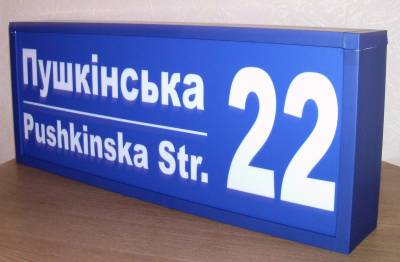 Пушкінська
Pushkinska Str.
22